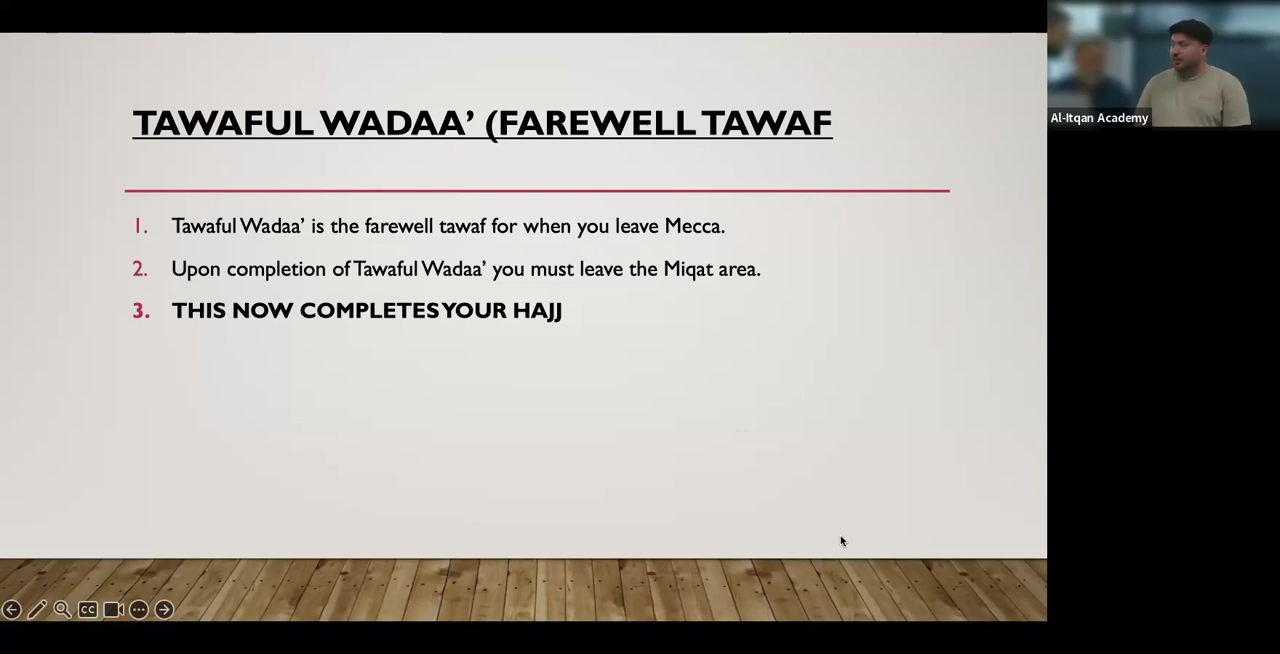 TAWAFUL WADAA’ (FAREWELL TAWAF
1. Tawaful Wadaa’ is the farewell tawaf for when you leave Mecca.
2. Upon completion of Tawaful Wadaa’ you must leave the Miqat area.
3. THIS NOW COMPLETES YOUR HAJJ
Al-Itqan Academy
CC